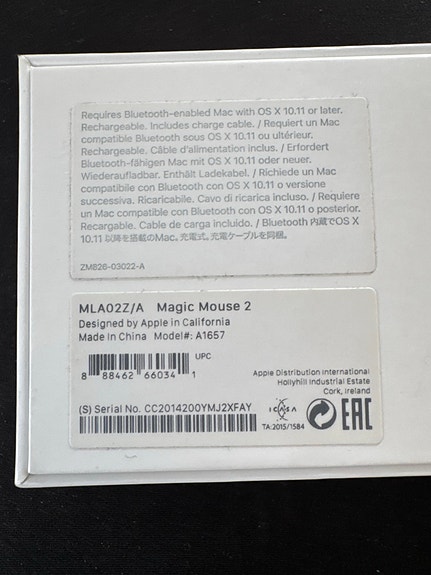 Requires Bluetooth-enabled Mac with OS X 10.11 or later.
Rechargeable. Includes charge cable. / Requiert un Mac
compatible Bluetooth sous OS X 10.11 ou ultérieur.
Rechargeable. Câble d'alimentation inclus. / Erfordert
Bluetooth-fähigen Mac mit OS X 10.11 oder neuer.
Wiederaufladbar. Enthält Ladekabel. / Richiede un Mac
compatibile con Bluetooth con OS X 10.11 o versione
successiva. Ricaricabile. Cavo di ricarica incluso. / Requiere
un Mac compatible con Bluetooth con OS X 10.11 o posterior.
Recargable. Cable de carga incluido. / Bluetooth 内蔵でOS X
10.11 以降を搭載のMac。充電式。充電ケーブルを同梱。
ZM826-03022-A
MLA02Z/A Magic Mouse 2
Designed by Apple in California
Made In China Model#: A1657
UPC
8 88462 66034 1
Apple Distribution International
Hollyhill Industrial Estate
Cork, Ireland
(S) Serial No. CC2014200YMJ2XFAY
ICASA
TA:2015/1584
EAC